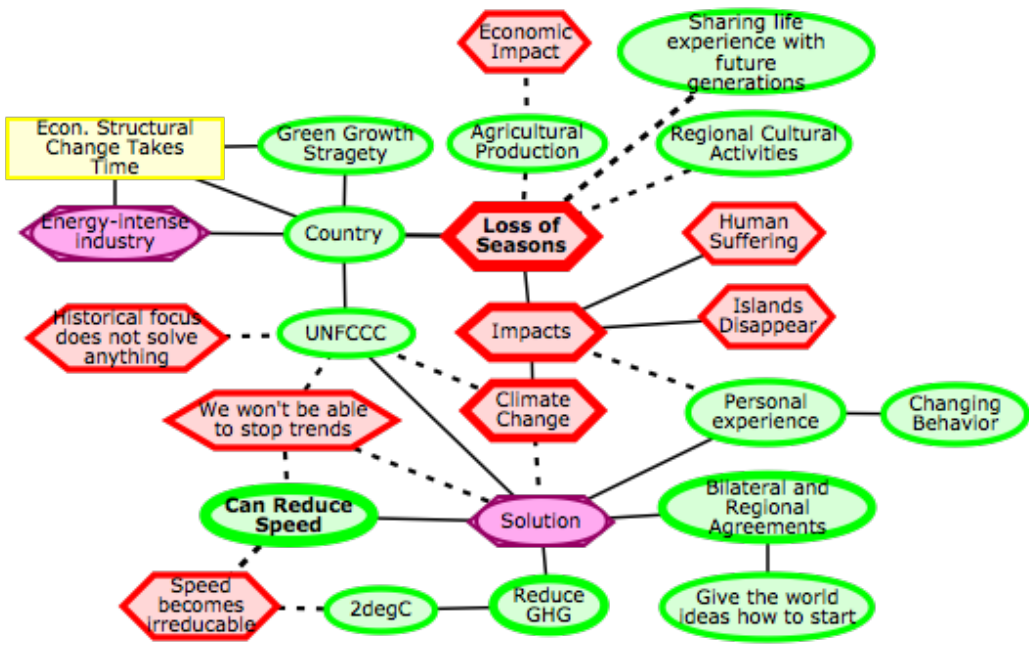 Economic
Impact
Sharing life
experience with
future
generations
Econ. Structural
Change Takes
Time
Green Growth
Stragety
Agricultural
Production
Regional Cultural
Activities
Energy-intense
industry
Country
Loss of
Seasons
Human
Suffering
Historical focus
does not solve
anything
UNFCCC
Impacts
Islands
Disappear
We won't be able
to stop trends
Climate
Change
Personal
experience
Changing
Behavior
Can Reduce
Speed
Solution
Bilateral and
Regional
Agreements
Speed
becomes
irreducable
2degC
Reduce
GHG
Give the world
ideas how to start